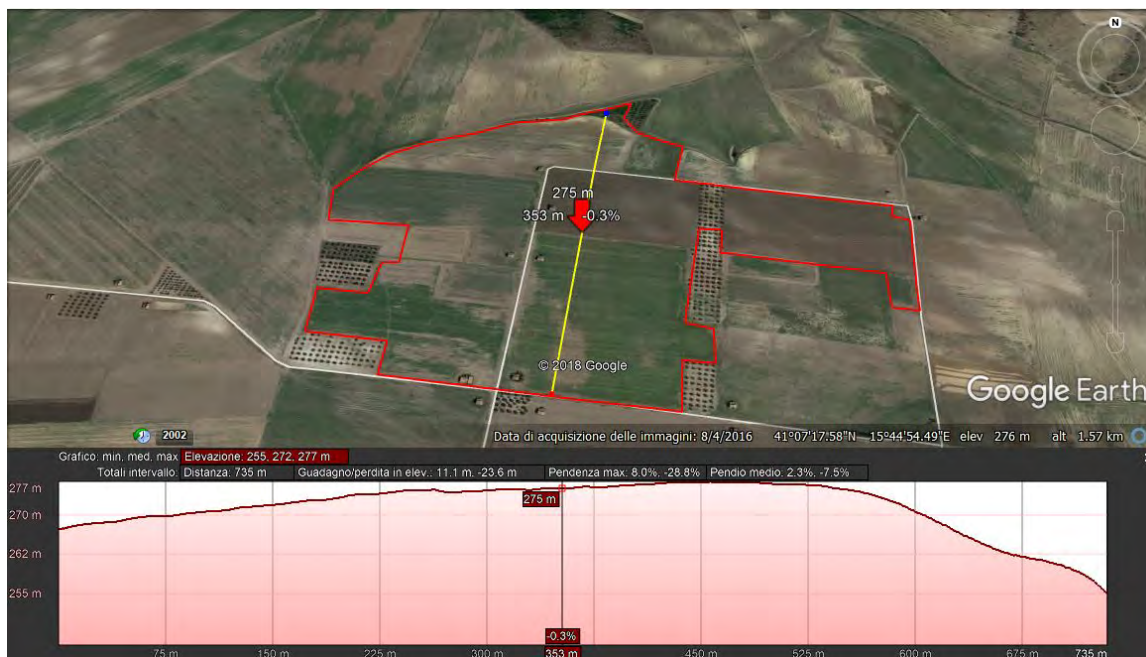 N
275 m
353 m -0.3%
© 2018 Google
Google Earth
2002
Data di acquisizione delle immagini: 8/4/2016 41°07'17.58"N 15°44'54.49"E elev 276 m alt 1.57 km
Grafico: min, med, max Elevazione: 255, 272, 277 m
Totali intervallo: Distanza: 735 m Guadagno/perdita in elev.: 11.1 m, -23.6 m Pendenza max: 8.0%, -28.8% Pendio medio: 2.3%, -7.5%
277 m
275 m
270 m
262 m
255 m
-0.3%
75 m 150 m 225 m 300 m 353 m 450 m 525 m 600 m 675 m 735 m